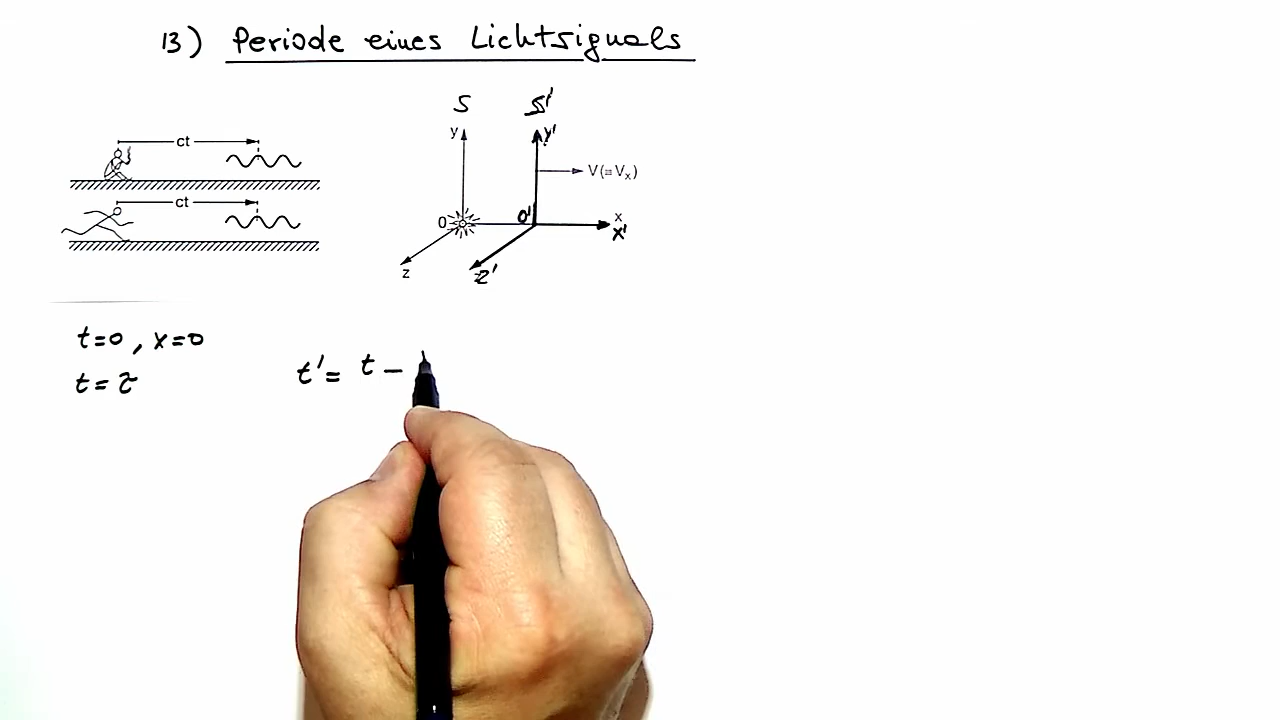 13) Periode eines Lichtsignals
S S'
y y'
ct
V(=Vₓ)
ct
0 0' x
x'
z z'
t=0, x=0
t' = t -
t = τ